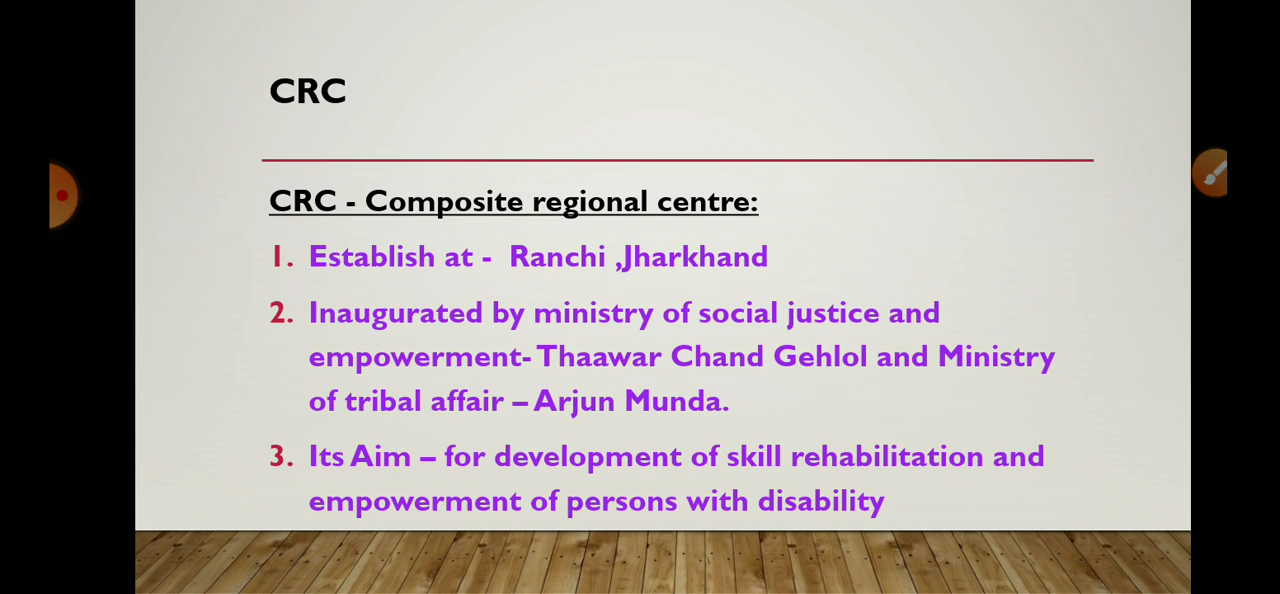 CRC
CRC - Composite regional centre:
1. Establish at - Ranchi ,Jharkhand
2. Inaugurated by ministry of social justice and
empowerment- Thaawar Chand Gehlol and Ministry
of tribal affair – Arjun Munda.
3. Its Aim – for development of skill rehabilitation and
empowerment of persons with disability